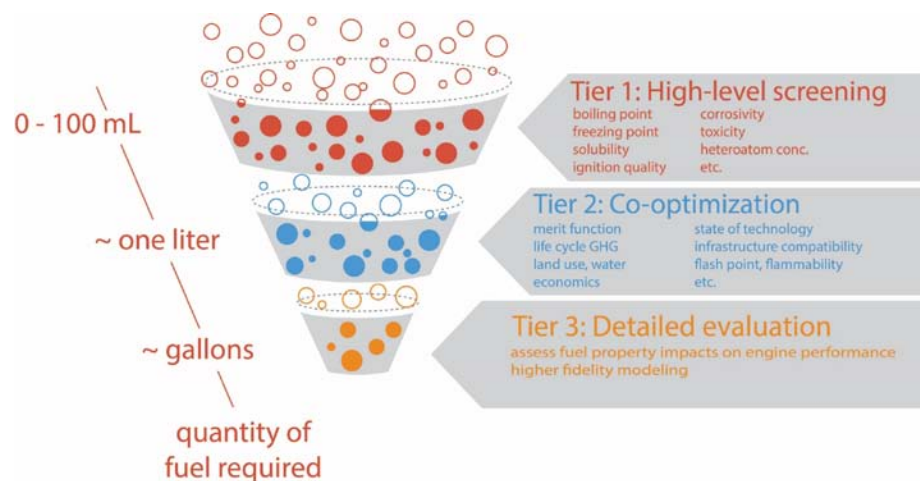 Tier 1: High-level screening
boiling point corrosivity
freezing point toxicity
solubility heteroatom conc.
ignition quality etc.
0 - 100 mL
Tier 2: Co-optimization
merit function state of technology
life cycle GHG infrastructure compatibility
land use, water flash point, flammability
economics etc.
~ one liter
Tier 3: Detailed evaluation
assess fuel property impacts on engine performance
higher fidelity modeling
~ gallons
quantity of
fuel required